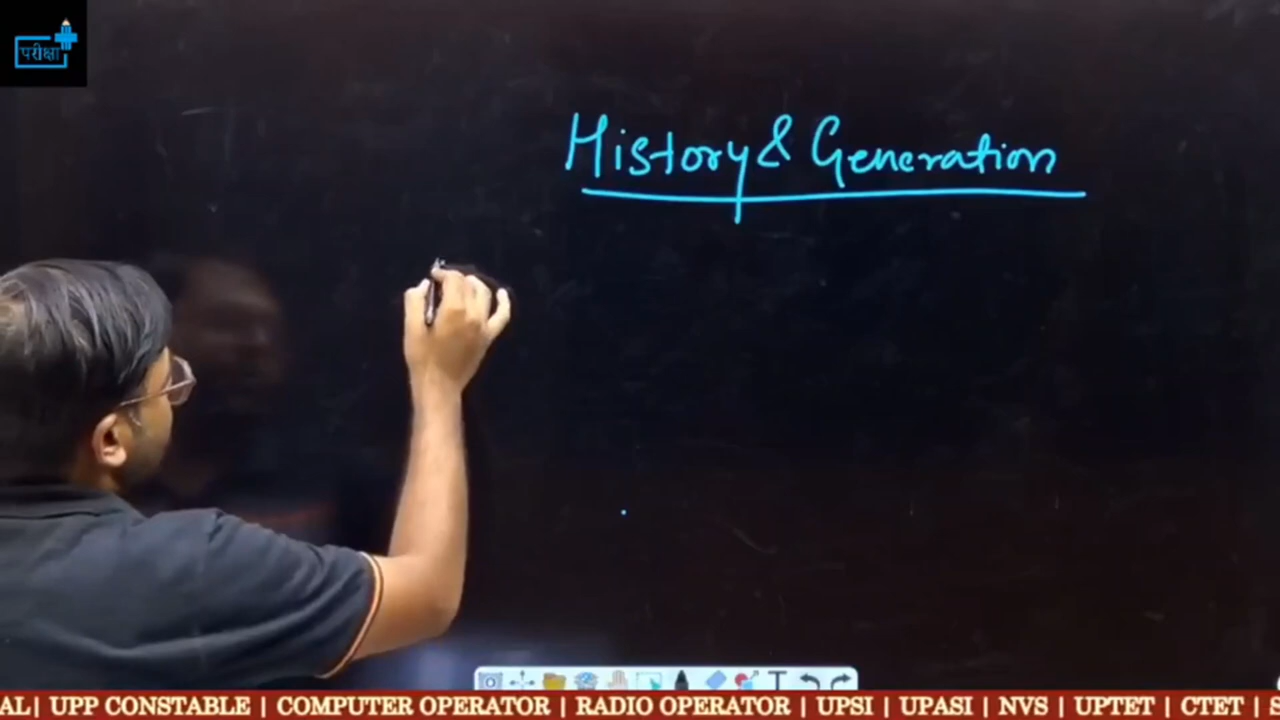 परीक्षा
History & Generation
AL| UPP CONSTABLE | COMPUTER OPERATOR | RADIO OPERATOR | UPSI | UPASI | NVS | UPTET | CTET | S